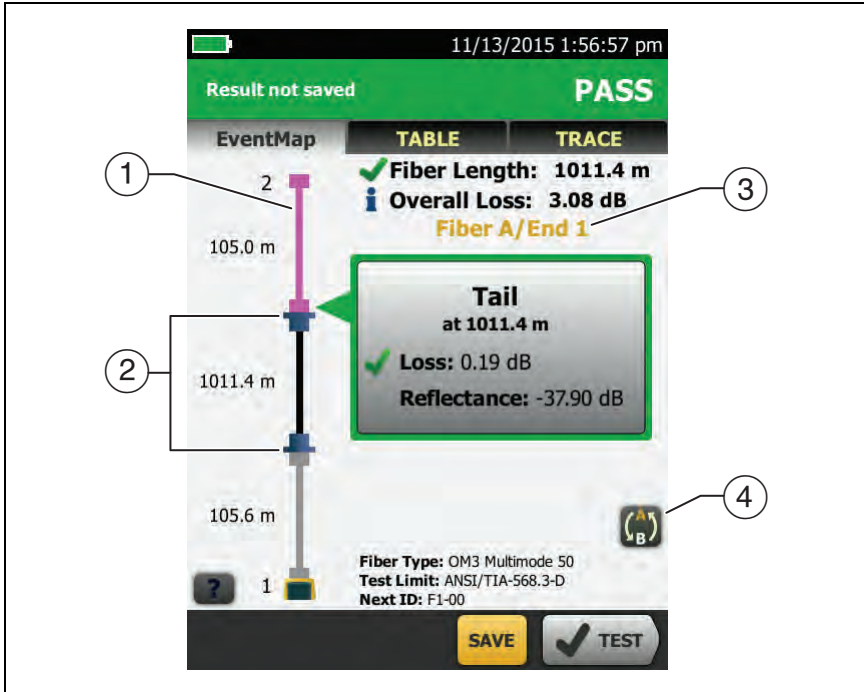 11/13/2015 1:56:57 pm
Result not saved PASS
EventMap TABLE TRACE
1
2
Fiber Length: 1011.4 m
i Overall Loss: 3.08 dB
3
Fiber A/End 1
105.0 m
Tail
at 1011.4 m
2
Loss: 0.19 dB
1011.4 m
Reflectance: -37.90 dB
4
105.6 m
A
B
Fiber Type: OM3 Multimode 50
Test Limit: ANSI/TIA-568.3-D
? 1
Next ID: F1-00
SAVE TEST